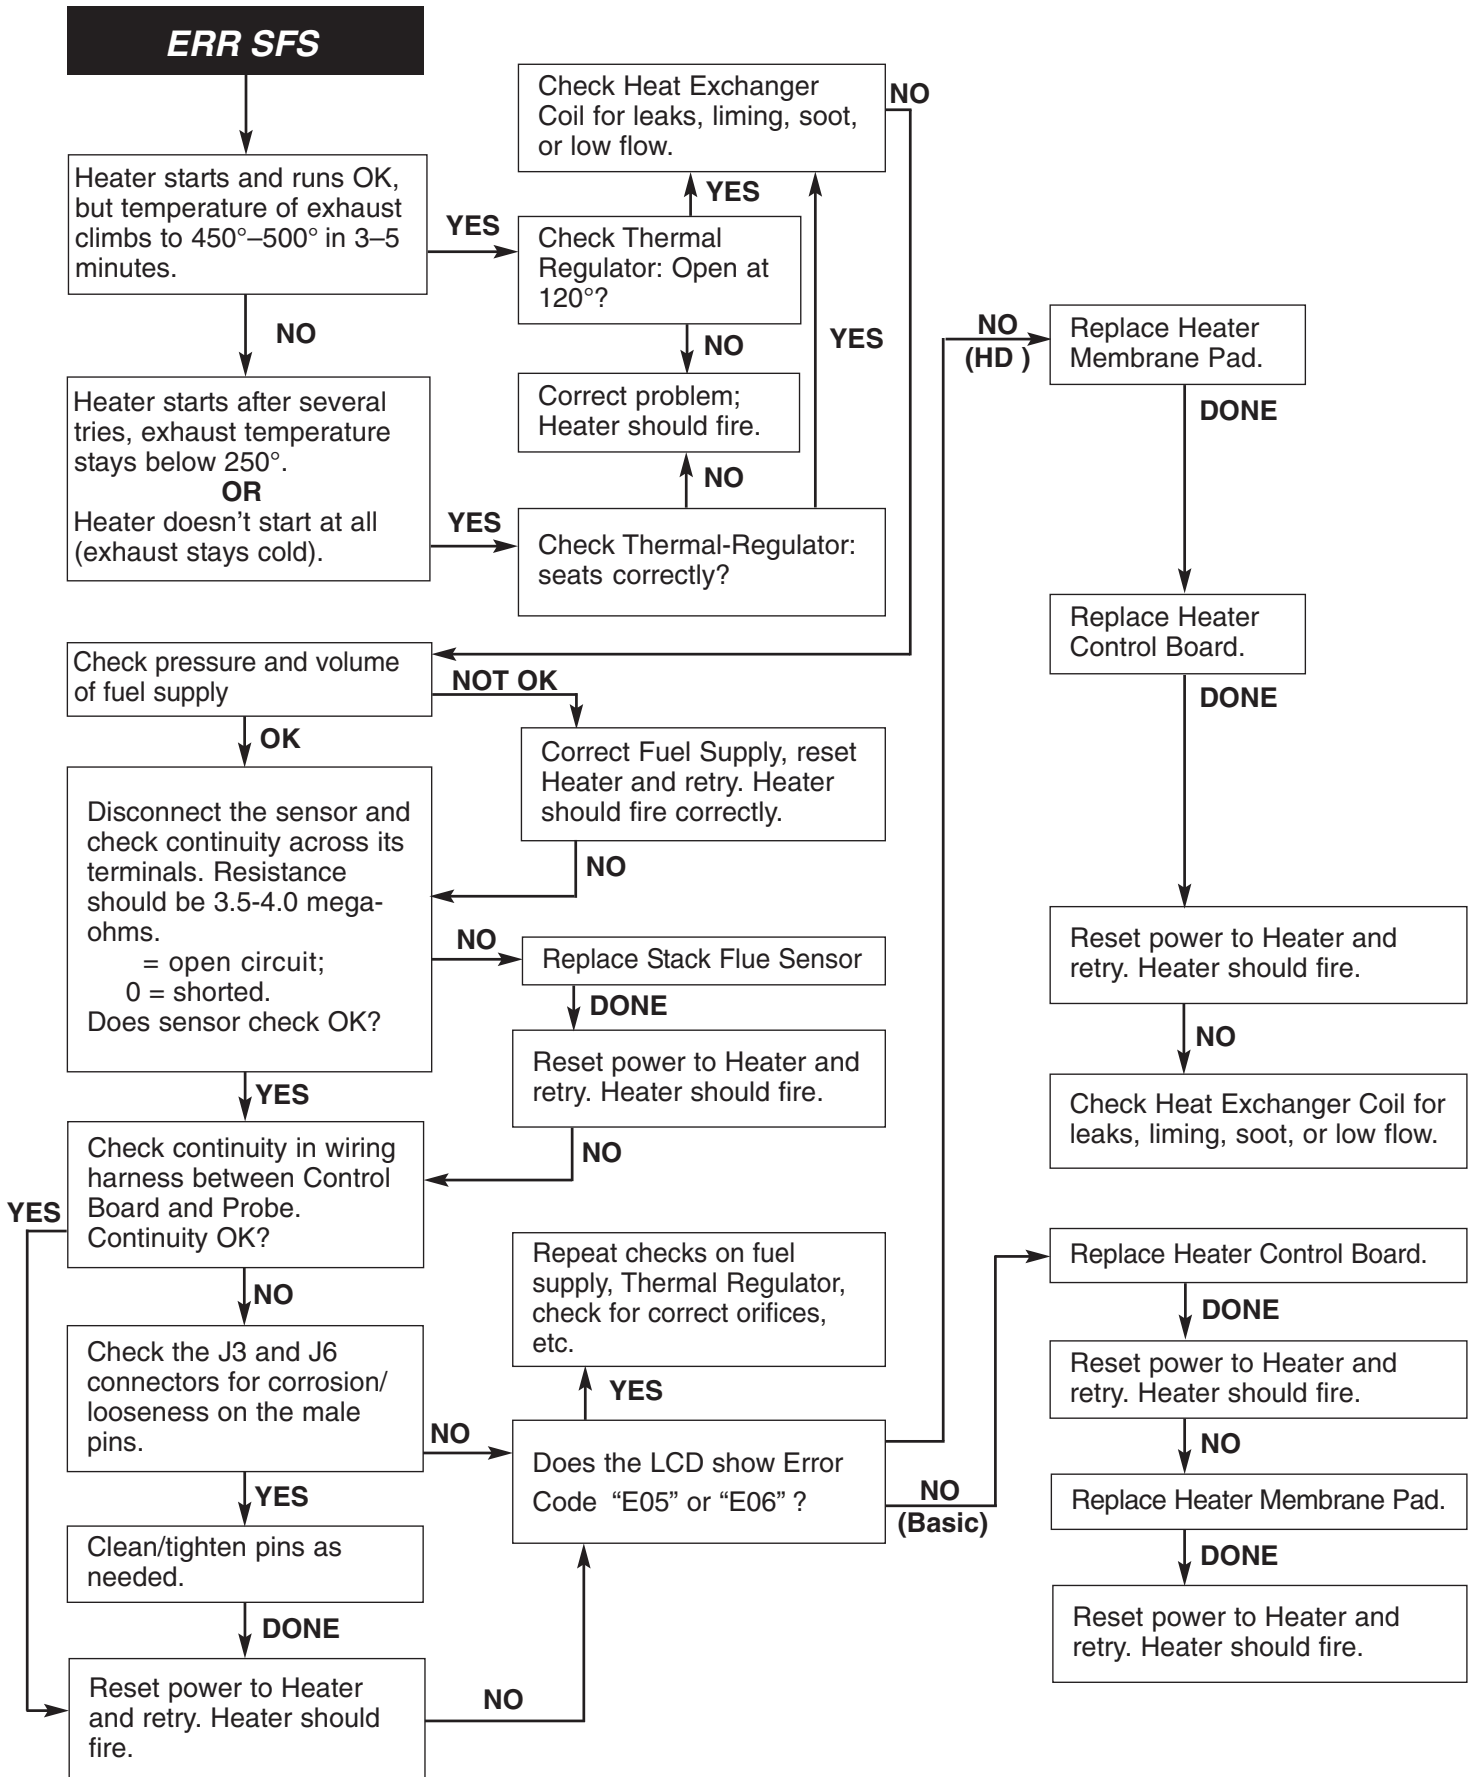 ERR SFS
Heater starts and runs OK,
but temperature of exhaust
climbs to 450°–500° in 3–5
minutes.
YES
NO
Check Heat Exchanger
Coil for leaks, liming, soot,
or low flow.
NO
YES
Check Thermal
Regulator: Open at
120°?
NO
YES
Correct problem;
Heater should fire.
NO
Heater starts after several
tries, exhaust temperature
stays below 250°.
OR
Heater doesn't start at all
(exhaust stays cold).
YES
Check Thermal-Regulator:
seats correctly?
Check pressure and volume
of fuel supply
NOT OK
OK
Correct Fuel Supply, reset
Heater and retry. Heater
should fire correctly.
NO
Disconnect the sensor and
check continuity across its
terminals. Resistance
should be 3.5-4.0 mega-
ohms.
= open circuit;
0 = shorted.
Does sensor check OK?
NO
Replace Stack Flue Sensor
DONE
Reset power to Heater and
retry. Heater should fire.
NO
YES
Check continuity in wiring
harness between Control
Board and Probe.
Continuity OK?
YES
NO
Check the J3 and J6
connectors for corrosion/
looseness on the male
pins.
NO
YES
Clean/tighten pins as
needed.
DONE
Reset power to Heater
and retry. Heater should
fire.
NO
Repeat checks on fuel
supply, Thermal Regulator,
check for correct orifices,
etc.
YES
Does the LCD show Error
Code “E05” or “E06” ?
NO
(HD )
Replace Heater
Membrane Pad.
DONE
Replace Heater
Control Board.
DONE
Reset power to Heater and
retry. Heater should fire.
NO
Check Heat Exchanger Coil for
leaks, liming, soot, or low flow.
NO
(Basic)
Replace Heater Control Board.
DONE
Reset power to Heater and
retry. Heater should fire.
NO
Replace Heater Membrane Pad.
DONE
Reset power to Heater and
retry. Heater should fire.